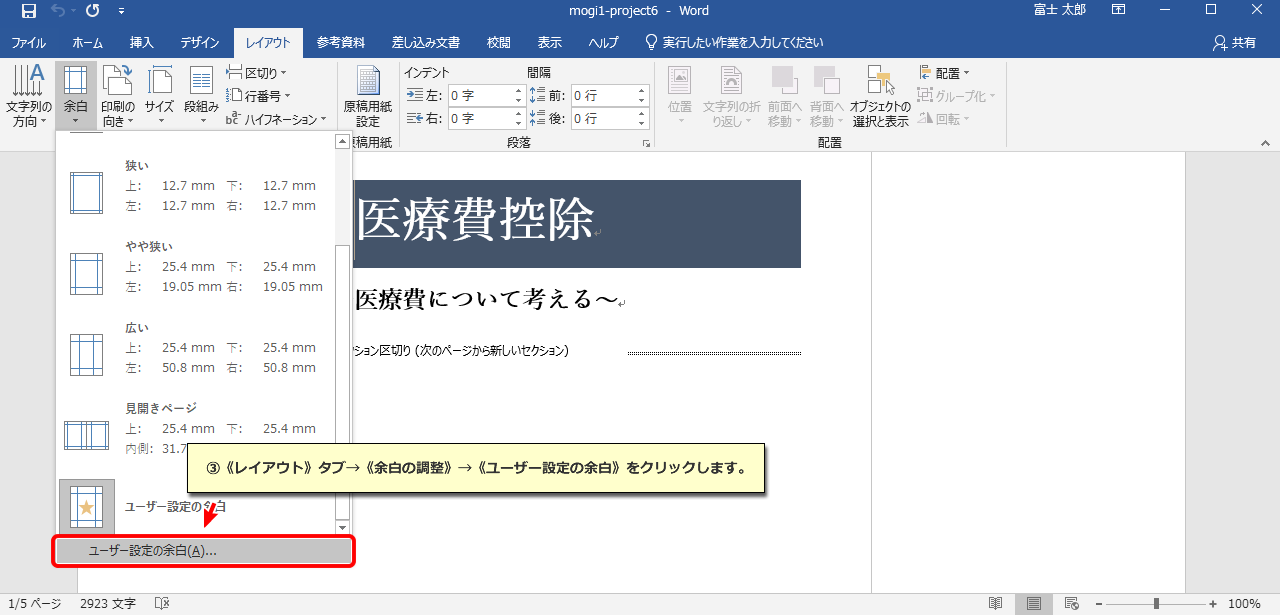 mogi1-project6 - Word
富士 太郎
ファイル ホーム 挿入 デザイン レイアウト 参考資料 差し込み文書 校閲 表示 ヘルプ 実行したい作業を入力してください 共有
文字列の方向 余白 印刷の向き サイズ 段組み
区切り
行番号
ハイフネーション
原稿用紙設定
原稿用紙
インデント 間隔
左: 0 字 前: 0 行
右: 0 字 後: 0 行
段落
位置 文字列の折り返し 前面へ移動 背面へ移動 オブジェクトの選択と表示
配置
グループ化
回転
配置
狭い
上: 12.7 mm 下: 12.7 mm
左: 12.7 mm 右: 12.7 mm
やや狭い
上: 25.4 mm 下: 25.4 mm
左: 19.05 mm 右: 19.05 mm
広い
上: 25.4 mm 下: 25.4 mm
左: 50.8 mm 右: 50.8 mm
見開きページ
上: 25.4 mm 下: 25.4 mm
内側: 31.7
ユーザー設定の余白
ユーザー設定の余白(A)...
医療費控除
医療費について考える～
ション区切り (次のページから新しいセクション)
③《レイアウト》タブ→《余白の調整》→《ユーザー設定の余白》をクリックします。
1/5 ページ 2923 文字 100%